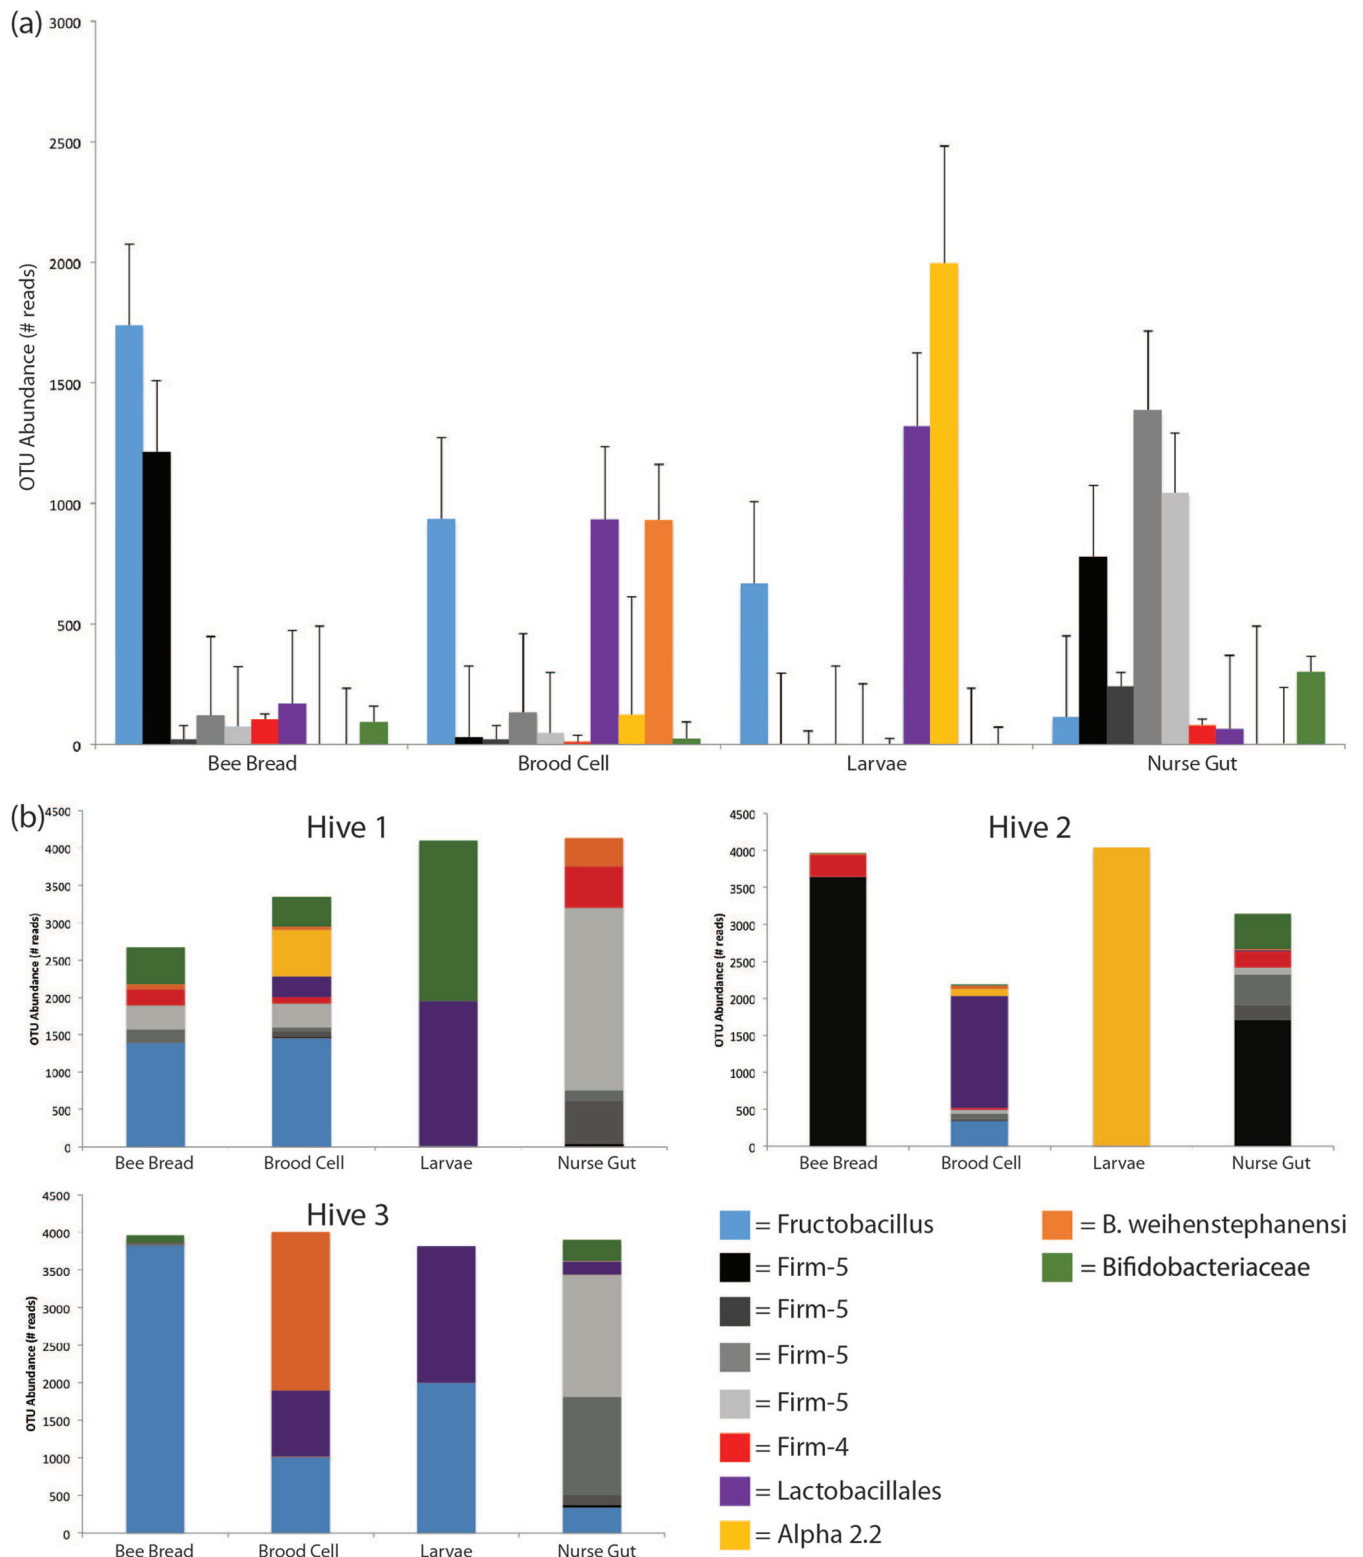 (a)
OTU Abundance (# reads)
3000
2500
2000
1500
1000
500
0
Bee Bread Brood Cell Larvae Nurse Gut
(b)
Hive 1
OTU Abundance (# reads)
4500
4000
3500
3000
2500
2000
1500
1000
500
0
Bee Bread Brood Cell Larvae Nurse Gut
Hive 2
OTU Abundance (# reads)
4500
4000
3500
3000
2500
2000
1500
1000
500
0
Bee Bread Brood Cell Larvae Nurse Gut
Hive 3
OTU Abundance (# reads)
4500
4000
3500
3000
2500
2000
1500
1000
500
0
Bee Bread Brood Cell Larvae Nurse Gut
= Fructobacillus
= Firm-5
= Firm-5
= Firm-5
= Firm-5
= Firm-4
= Lactobacillales
= Alpha 2.2
= B. weihenstephanensi
= Bifidobacteriaceae